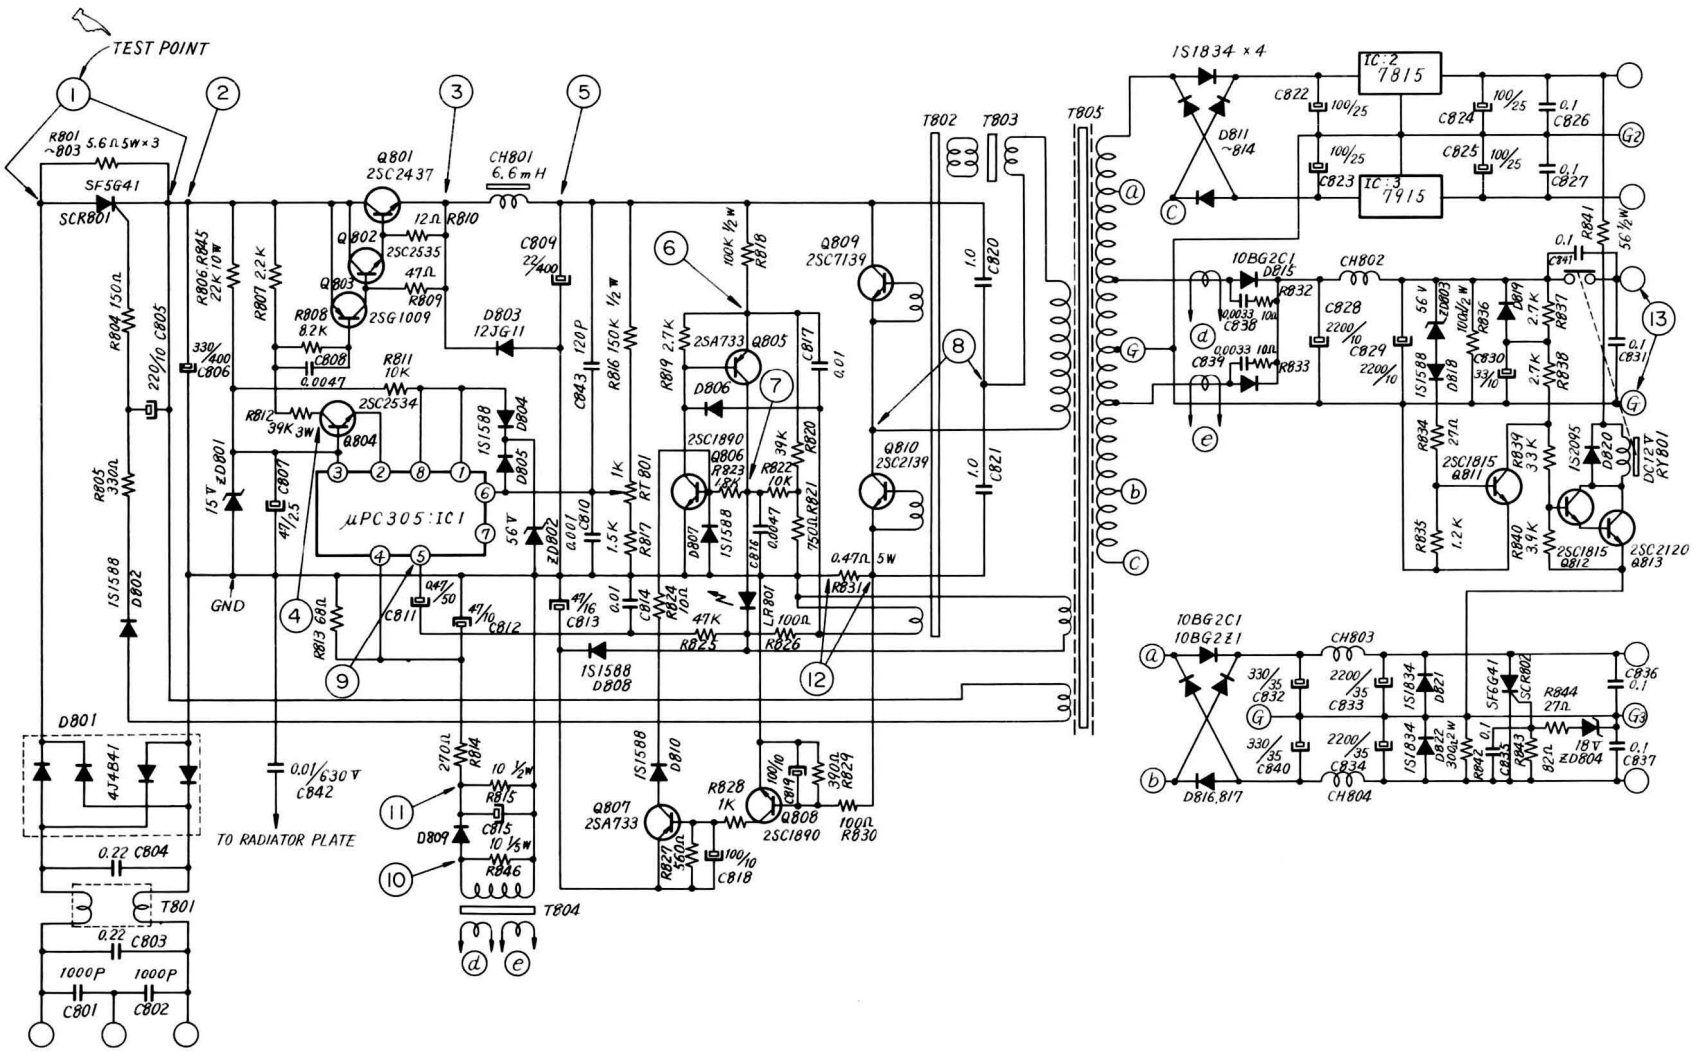 TEST POINT
1
2
3
5
R801
~803
5.6Ω5W×3
SF5G41
SCR801
Q801
2SC2437
CH801
6.6mH
12Ω
R810
Q802
2SC2535
47Ω
R809
Q803
2SG1009
R806,R845
22K 10W
R807 2.2K
R808
8.2K
C808
0.0047
R804 150Ω
220/10 C805
330/400
C806
R811
10K
D803
12JG11
C809
22/400
120P
C843
R816 150K ½W
6
100K ½W
R818
R819 2.7K
2SA733
Q805
C817
0.01
7
D806
Q809
2SC7139
8
1.0
C820
T802
T803
T805
R812
39K 3W
2SC2534
Q804
1S1588
D804
D805
R805
330Ω
15V
ZD801
C807
47/2.5
3
2
8
1
6
7
4
5
μPC305:IC1
56V
ZD802
0.001
C810
1K
RT801
1.5K
R817
2SC1890
Q806
R823
1.8K
R822
10K
39K
R820
750Ω R821
D807
1S1588
0.0047
C816
Q810
2SC2139
1.0
C821
0.47Ω 5W
R831
1S1588
D802
GND
4
R813 68Ω
0.47/50
C811
47/10
C812
47/16
C813
0.01
C814
R824
10Ω
LR801
47K
R825
100Ω
R826
12
9
1S1588
D808
D801
4J4B41
0.01/630V
C842
TO RADIATOR PLATE
270Ω
R814
11
10 ½W
R815
C815
D809
10
10 ⅕W
R846
T804
d
e
1S1588
D810
Q807
2SA733
R827
560Ω
100/10
C818
R828
1K
Q808
2SC1890
100/10
C819
390Ω
R829
100Ω
R830
0.22 C804
T801
0.22 C803
1000P
1000P
C801
C802
1S1834 ×4
D811
~814
IC:2
7815
IC:3
7915
C822
100/25
100/25
C823
C824
100/25
C825
100/25
0.1
C826
0.1
C827
G2
a
C
G
b
C
10BG2C1
D815
R832
10Ω
0.0033
C838
d
C839
0.0033
10Ω
R833
e
CH802
C828
2200/10
C829
2200/10
56V
ZD803
1S1588
D818
100Ω½W
R836
D819
C830
33/10
2.7K
R837
2.7K
R838
0.1
C841
R841
56 ½W
0.1
C831
13
G
R834
27Ω
R835
1.2K
2SC1815
Q811
R839
3.3K
R840
3.9K
1S2095
D820
DC12V
RY801
2SC1815
Q812
2SC2120
Q813
10BG2C1
10BG2Z1
a
b
G
D816,817
330/35
C832
330/35
C840
CH803
CH804
2200/35
C833
2200/35
C834
1S1834
D821
1S1834
D822
300Ω2W
R842
SF6G41
SCR802
0.1
C835
R843
82Ω
R844
27Ω
18V
ZD804
C836
0.1
G3
0.1
C837